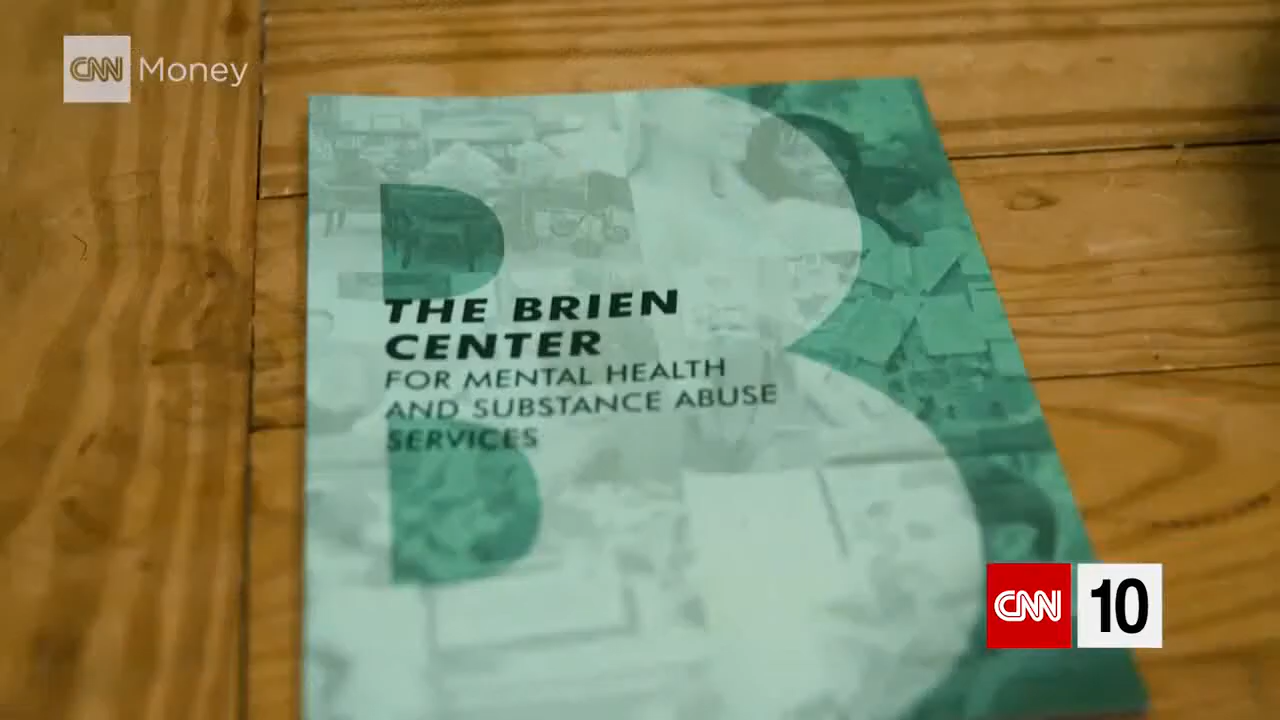 CNN Money
THE BRIEN
CENTER
FOR MENTAL HEALTH
AND SUBSTANCE ABUSE
SERVICES
CNN 10